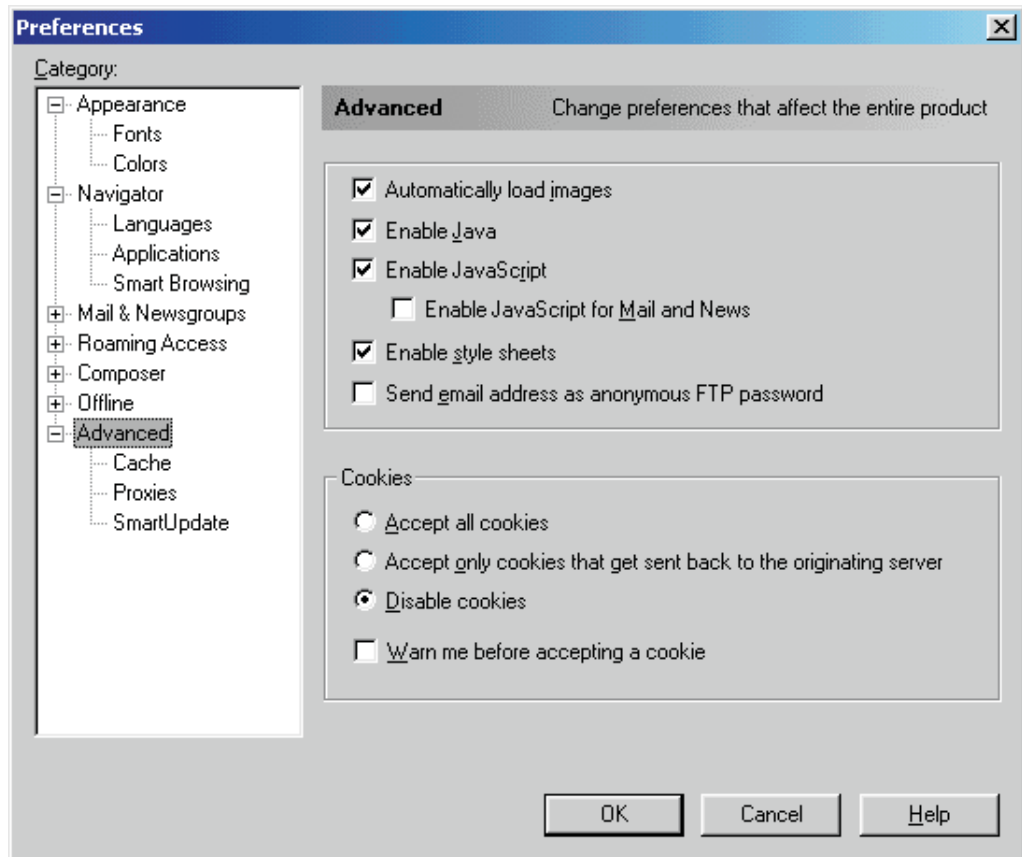 Preferences
Category:
Appearance
Fonts
Colors
Navigator
Languages
Applications
Smart Browsing
Mail & Newsgroups
Roaming Access
Composer
Offline
Advanced
Cache
Proxies
SmartUpdate
Advanced Change preferences that affect the entire product
Automatically load images
Enable Java
Enable JavaScript
Enable JavaScript for Mail and News
Enable style sheets
Send email address as anonymous FTP password
Cookies
Accept all cookies
Accept only cookies that get sent back to the originating server
Disable cookies
Warn me before accepting a cookie
OK Cancel Help